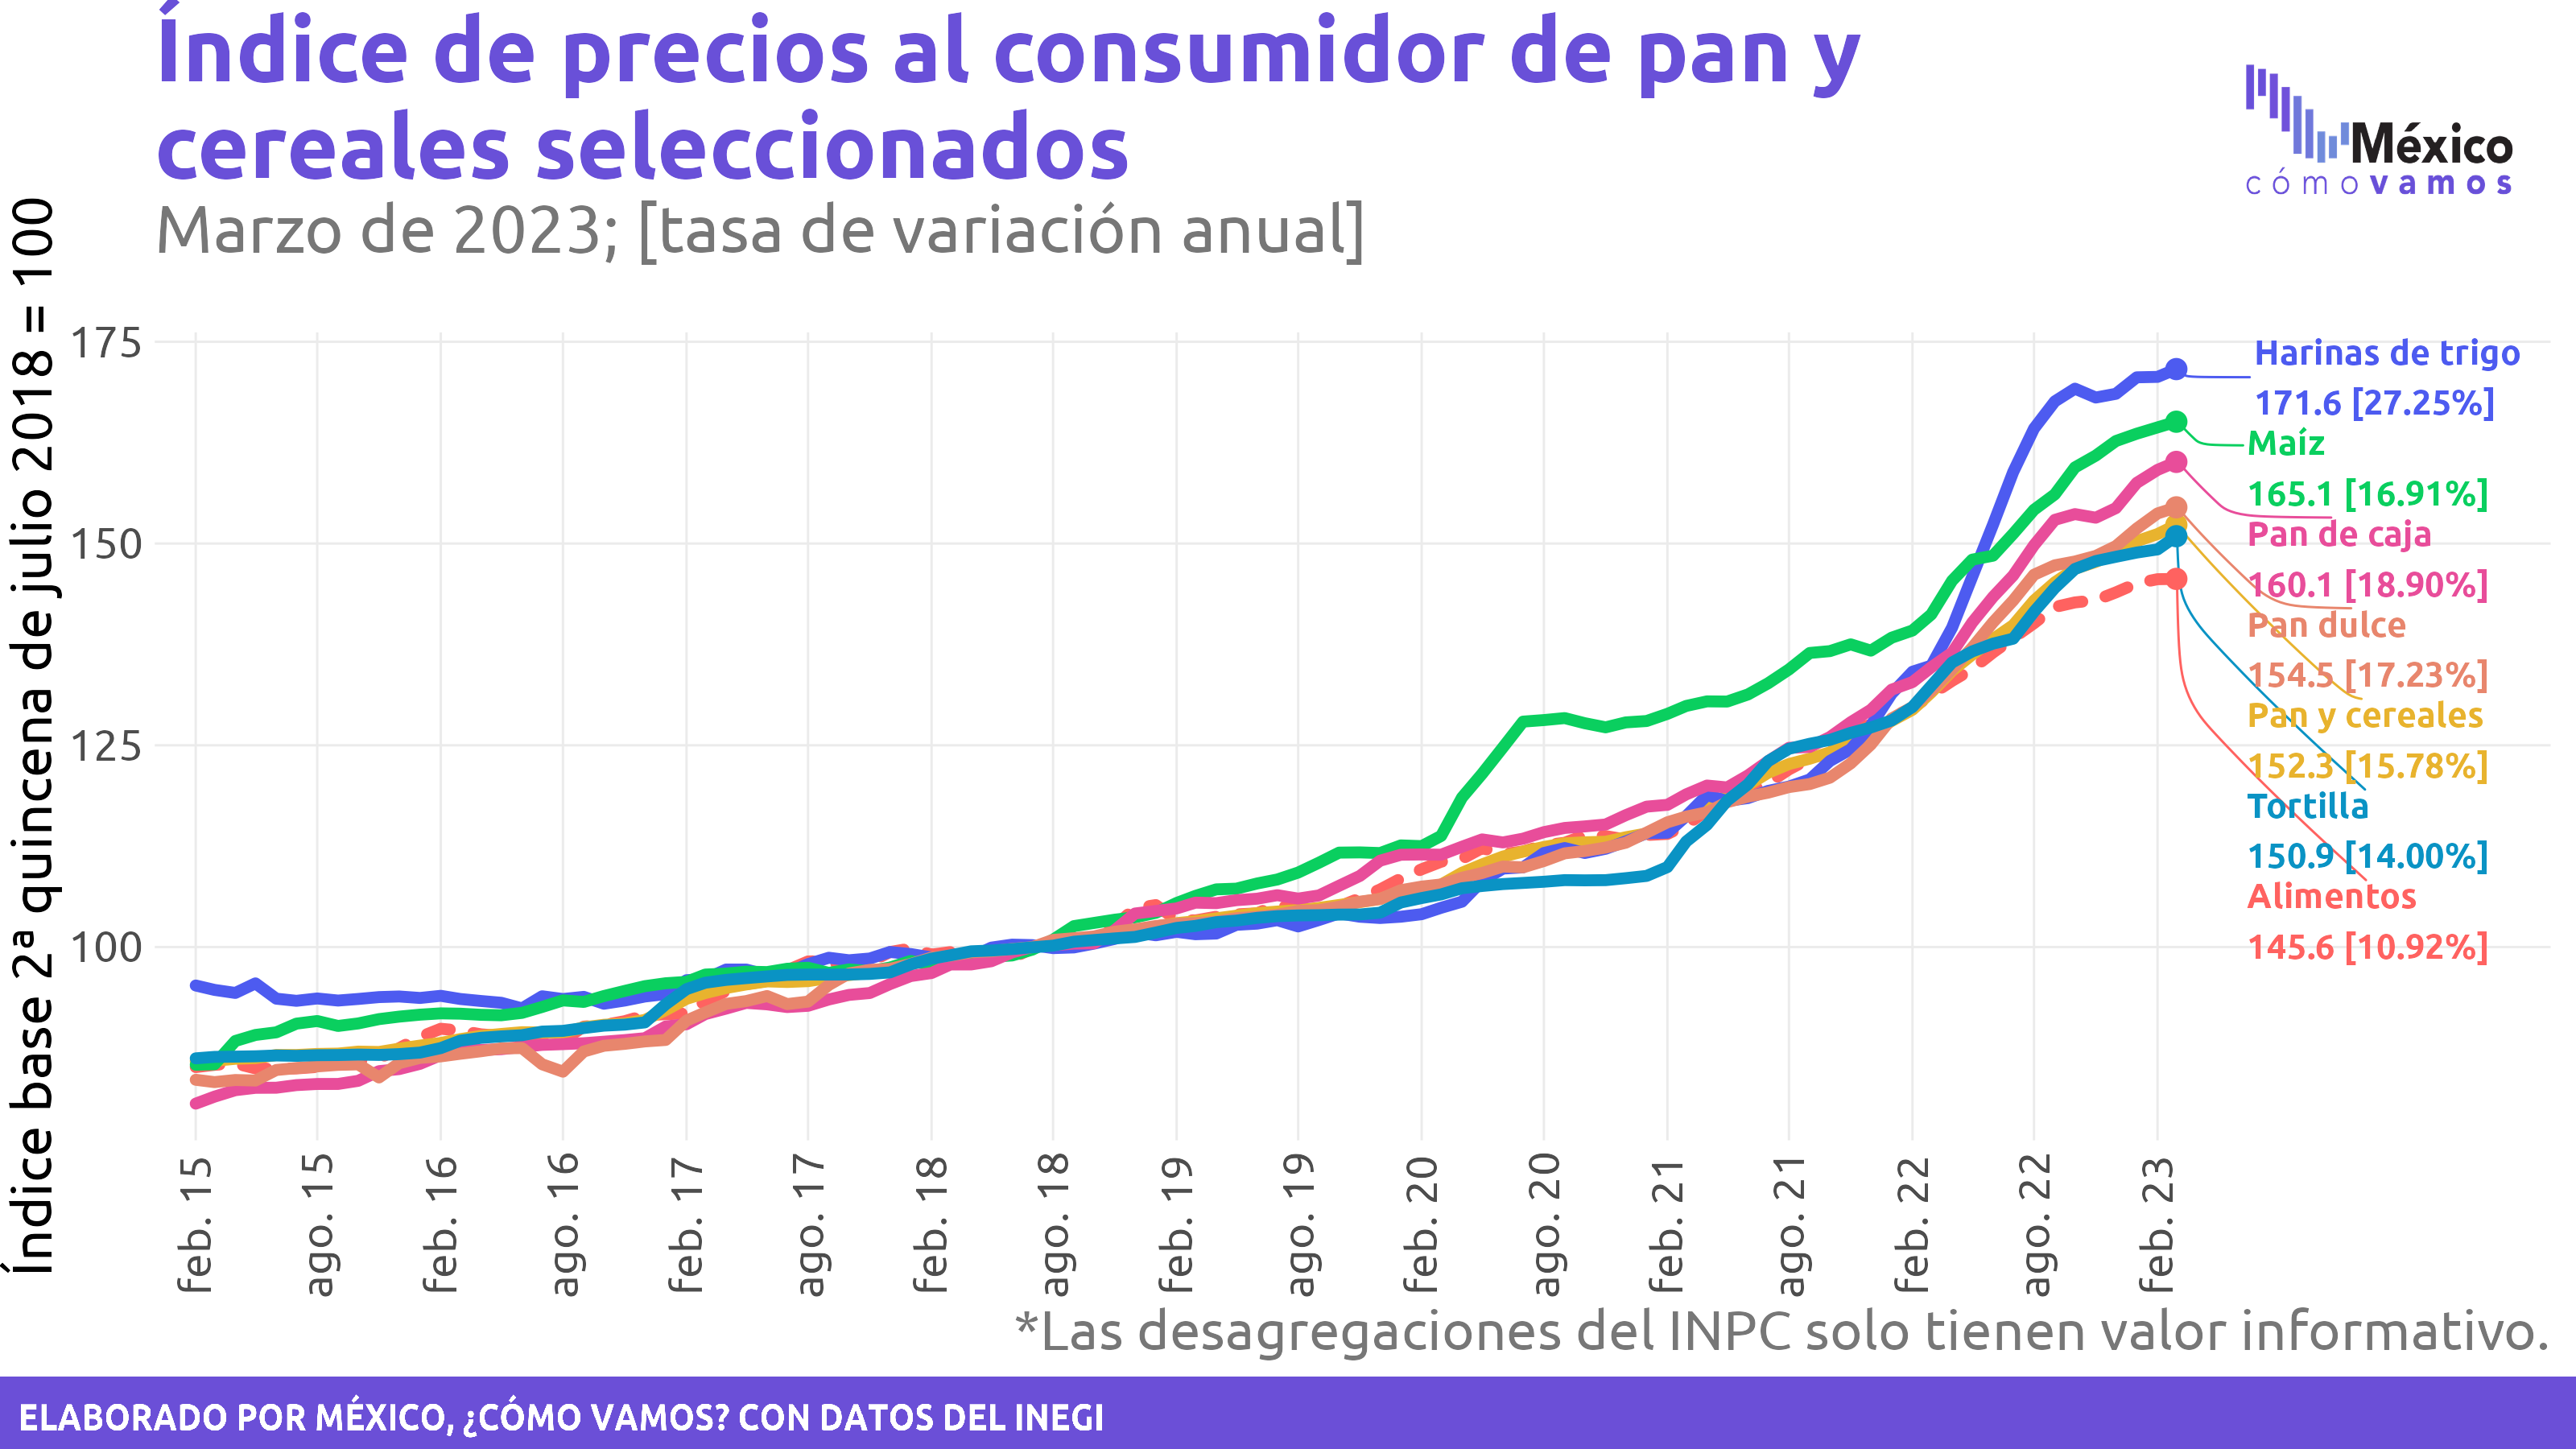 Índice de precios al consumidor de pan y
cereales seleccionados
Marzo de 2023; [tasa de variación anual]
México
cómo vamos
Índice base 2ª quincena de julio 2018 = 100
175
150
125
100
Harinas de trigo
171.6 [27.25%]
Maíz
165.1 [16.91%]
Pan de caja
160.1 [18.90%]
Pan dulce
154.5 [17.23%]
Pan y cereales
152.3 [15.78%]
Tortilla
150.9 [14.00%]
Alimentos
145.6 [10.92%]
feb. 15
ago. 15
feb. 16
ago. 16
feb. 17
ago. 17
feb. 18
ago. 18
feb. 19
ago. 19
feb. 20
ago. 20
feb. 21
ago. 21
feb. 22
ago. 22
feb. 23
*Las desagregaciones del INPC solo tienen valor informativo.
ELABORADO POR MÉXICO, ¿CÓMO VAMOS? CON DATOS DEL INEGI